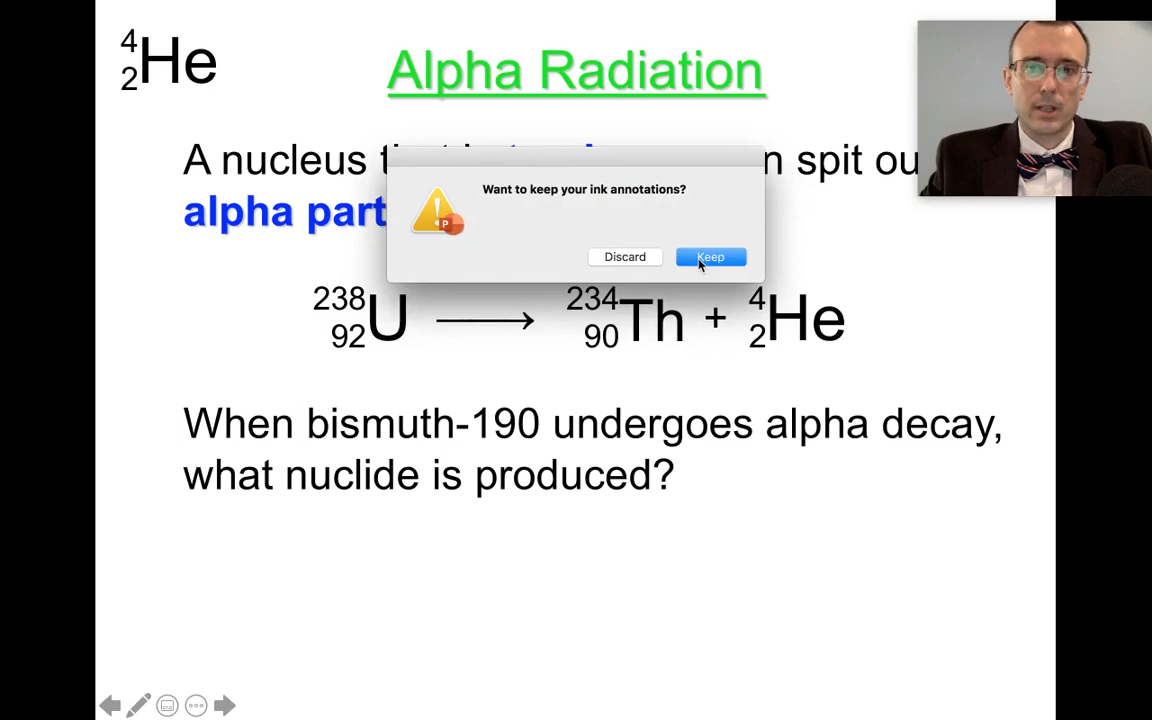 4
2He
Alpha Radiation
A nucleus n spit ou
alpha part
Want to keep your ink annotations?
Discard Keep
238
92U ⟶ 234
90Th + 4
2He
When bismuth-190 undergoes alpha decay,
what nuclide is produced?